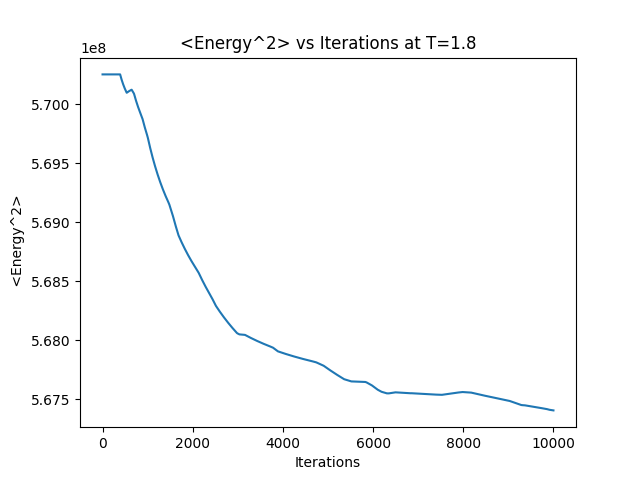 <Energy^2> vs Iterations at T=1.8
1e8
5.700
5.695
5.690
5.685
5.680
5.675
<Energy^2>
0 2000 4000 6000 8000 10000
Iterations